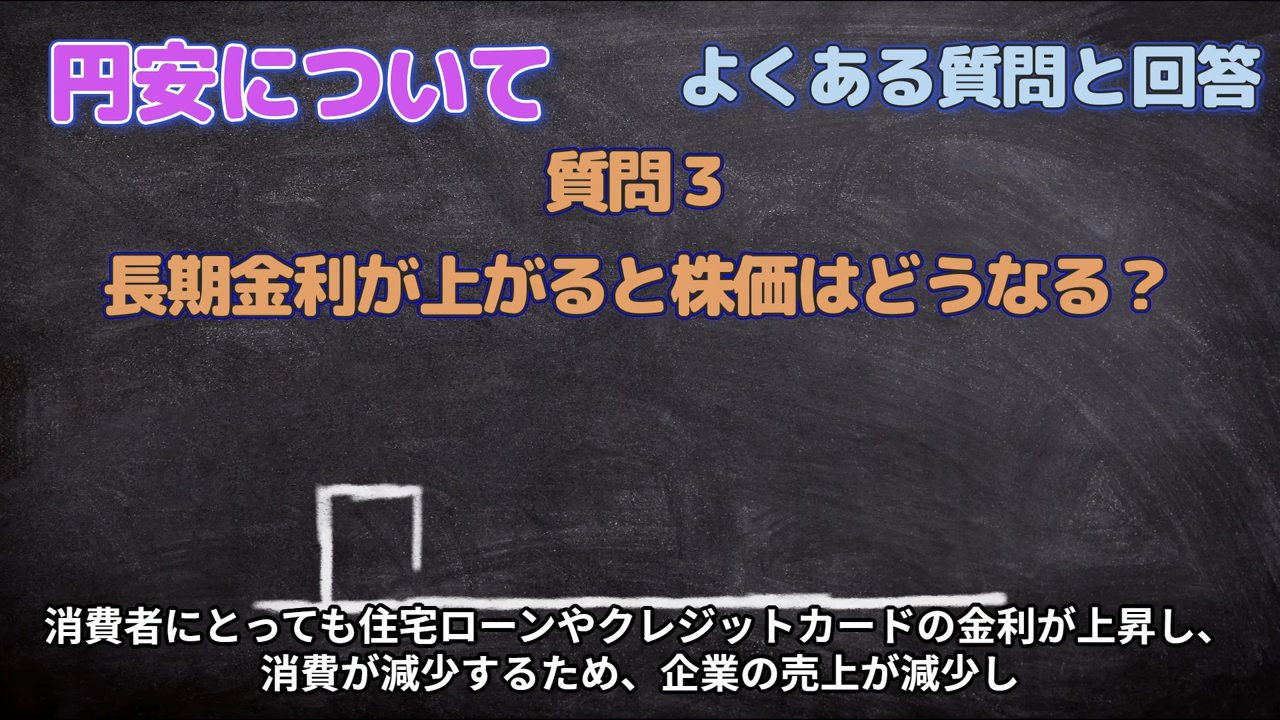 円安について
よくある質問と回答
質問３
長期金利が上がると株価はどうなる？
消費者にとっても住宅ローンやクレジットカードの金利が上昇し、
消費が減少するため、企業の売上が減少し